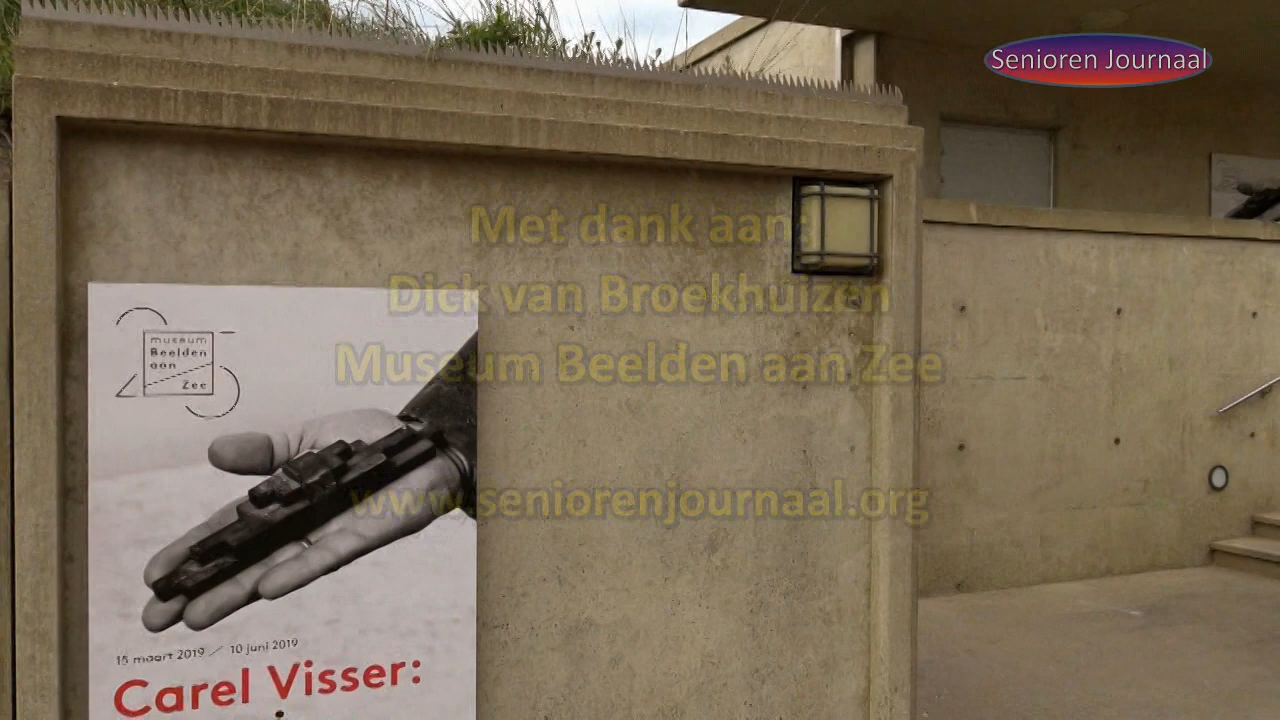 Senioren Journaal
Met dank aan:
Dick van Broekhuizen
Museum Beelden aan Zee
www.seniorenjournaal.org
museum
Beelden
aan
Zee
25
15 maart 2019 / 10 juni 2019
Carel Visser: